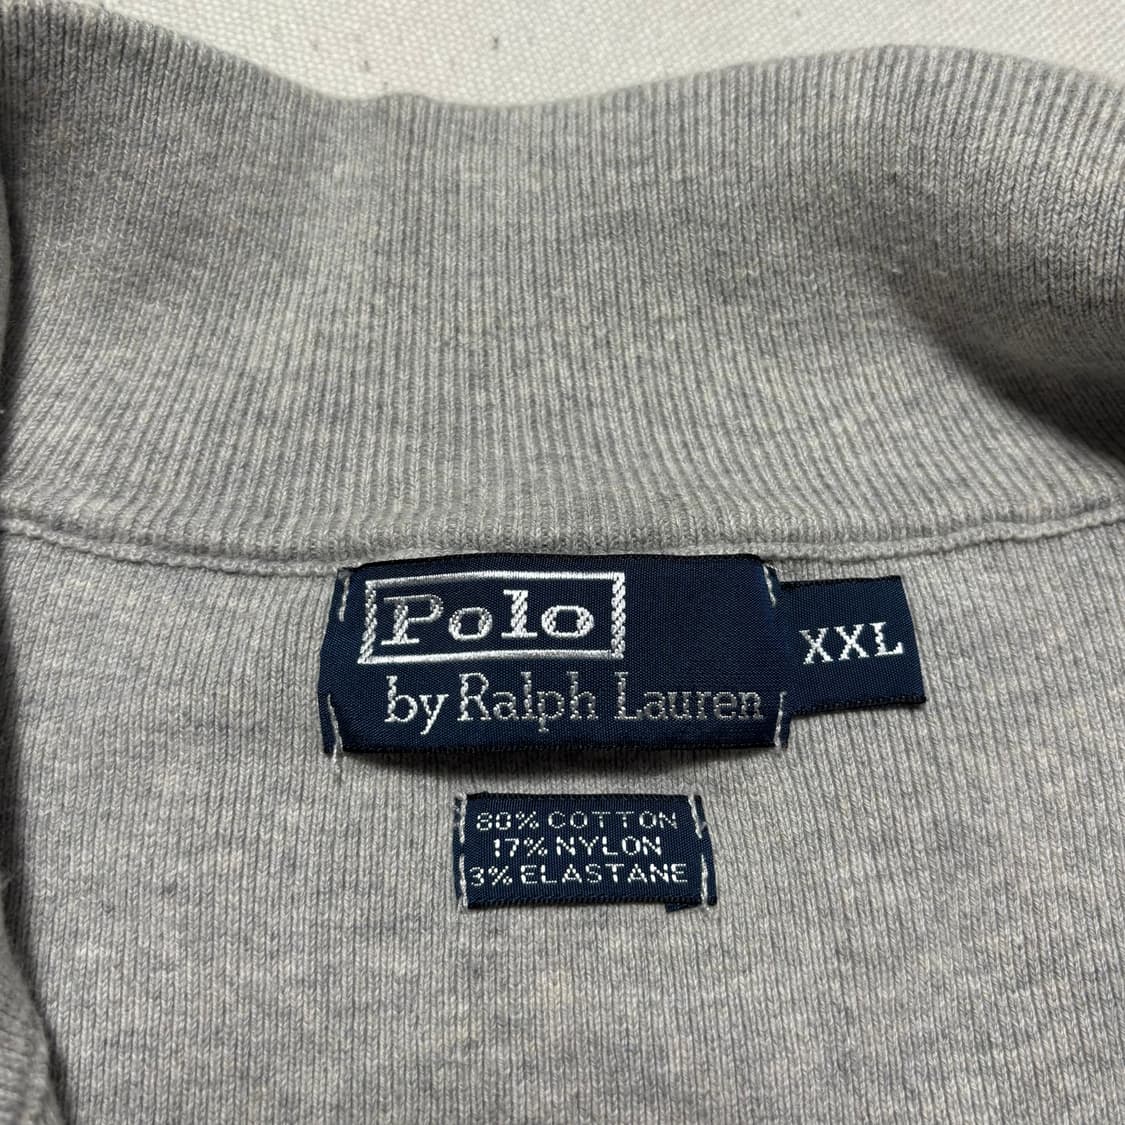 Polo
by Ralph Lauren
XXL
80% COTTON
17% NYLON
3% ELASTANE